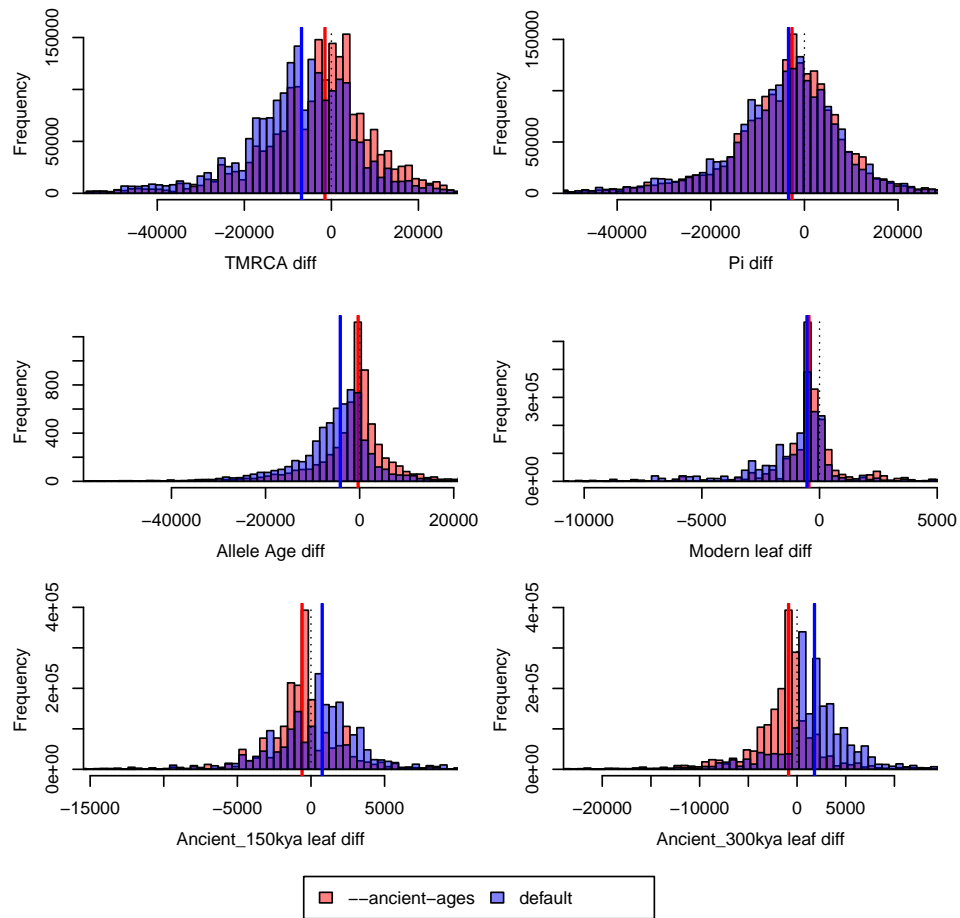 Frequency
0 50000 150000
−40000 −20000 0 20000
TMRCA diff
Frequency
0 50000 150000
−40000 −20000 0 20000
Pi diff
Frequency
0 400 800
−40000 −20000 0 20000
Allele Age diff
Frequency
0e+00 3e+05
−10000 −5000 0 5000
Modern leaf diff
Frequency
0e+00 2e+05 4e+05
−15000 −5000 0 5000
Ancient_150kya leaf diff
Frequency
0e+00 2e+05 4e+05
−20000 −10000 0 5000
Ancient_300kya leaf diff
−−ancient−ages default